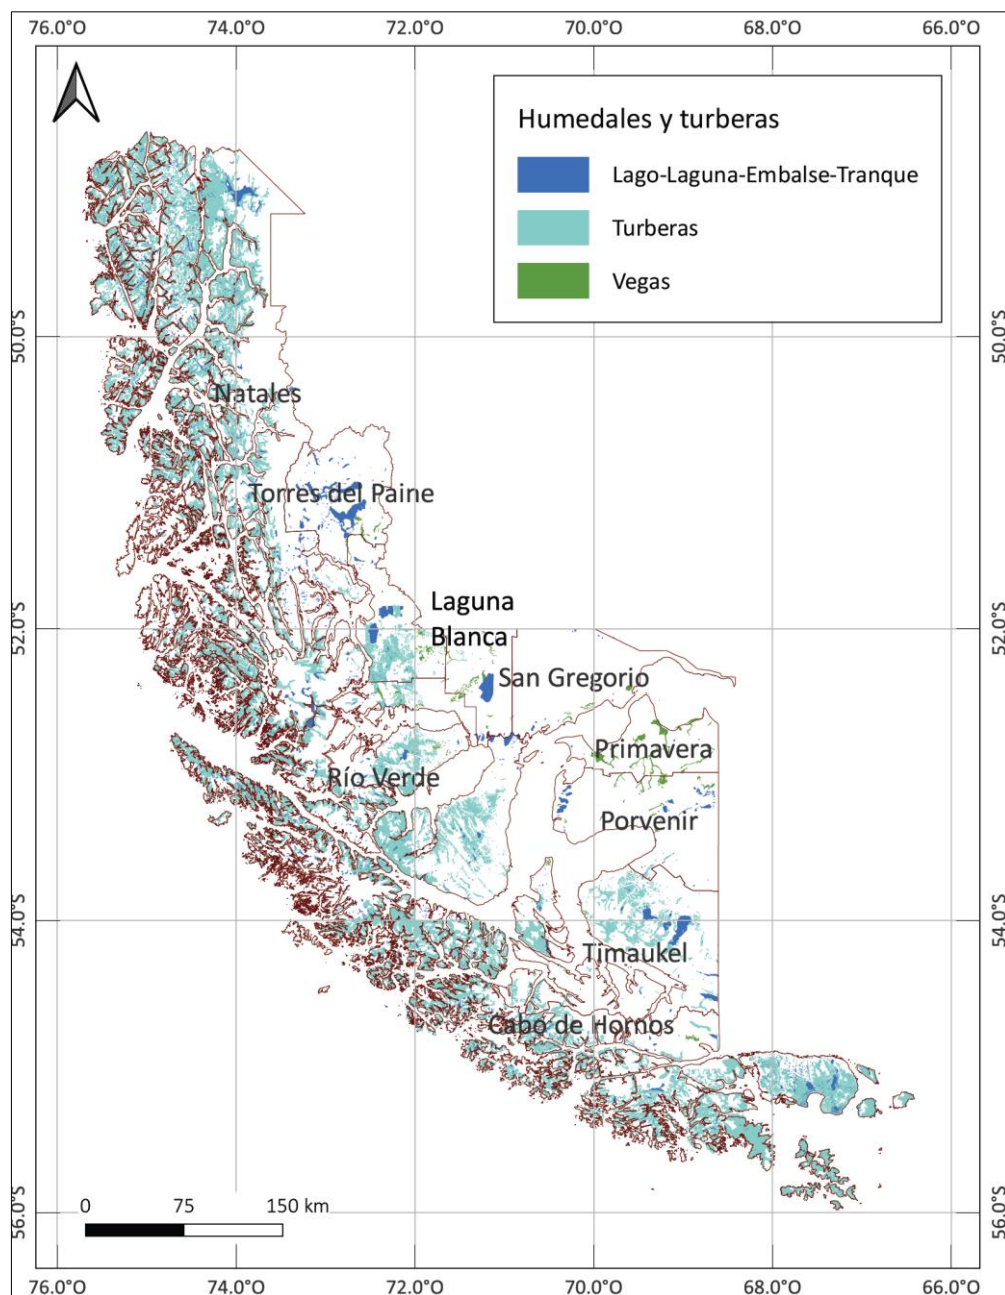 76.0°O 74.0°O 72.0°O 70.0°O 68.0°O 66.0°O
Humedales y turberas
Lago-Laguna-Embalse-Tranque
Turberas
Vegas
50.0°S 50.0°S
Natales
Torres del Paine
Laguna
Blanca
52.0°S 52.0°S
San Gregorio
Primavera
Río Verde
Porvenir
54.0°S 54.0°S
Timaukel
Cabo de Hornos
0 75 150 km
56.0°S 56.0°S
76.0°O 74.0°O 72.0°O 70.0°O 68.0°O 66.0°O